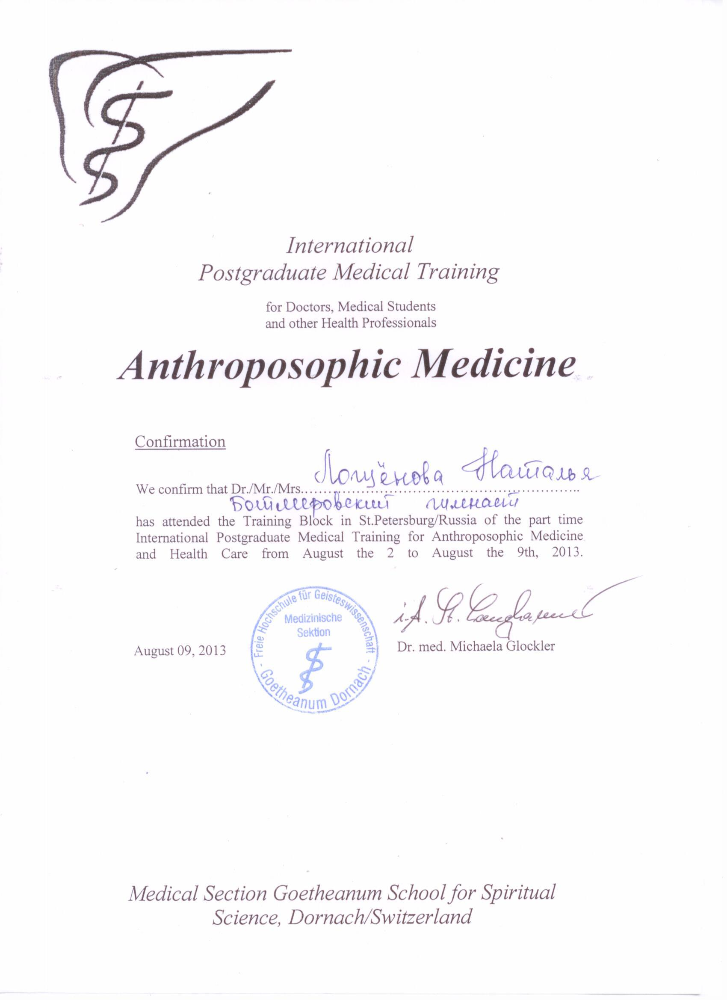 International
Postgraduate Medical Training
for Doctors, Medical Students
and other Health Professionals
Anthroposophic Medicine
Confirmation
Лощёнова Наталья
We confirm that Dr./Mr./Mrs.................................................................
Ботмеровский гимнаст
has attended the Training Block in St.Petersburg/Russia of the part time
International Postgraduate Medical Training for Anthroposophic Medicine
and Health Care from August the 2 to August the 9th, 2013.
- Freie Hochschule für Geisteswissenschaft -
Medizinische
Sektion
Goetheanum Dornach
i.A. St.
August 09, 2013
Dr. med. Michaela Glockler
Medical Section Goetheanum School for Spiritual
Science, Dornach/Switzerland